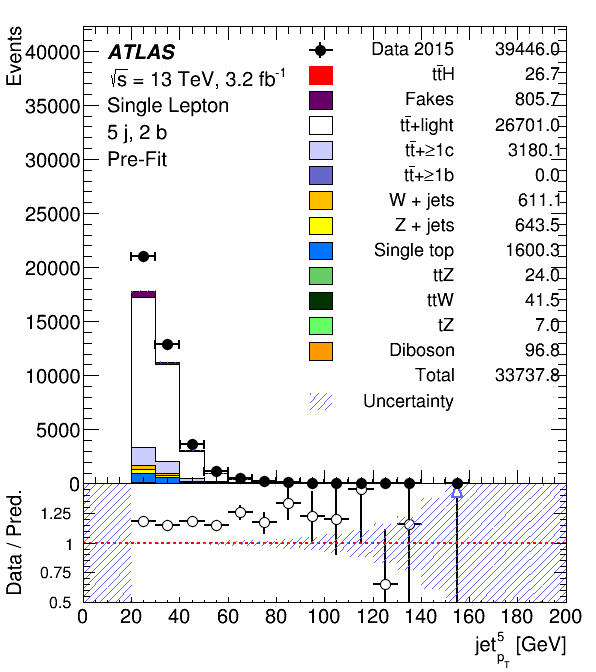 Events
40000
35000
30000
25000
20000
15000
10000
5000
0
ATLAS
√s = 13 TeV, 3.2 fb⁻¹
Single Lepton
5 j, 2 b
Pre-Fit
Data 2015 39446.0
tt̄H 26.7
Fakes 805.7
tt̄+light 26701.0
tt̄+≥1c 3180.1
tt̄+≥1b 0.0
W + jets 611.1
Z + jets 643.5
Single top 1600.3
ttZ 24.0
ttW 41.5
tZ 7.0
Diboson 96.8
Total 33737.8
Uncertainty
Data / Pred.
1.25
1
0.75
0.5
0 20 40 60 80 100 120 140 160 180 200
jet⁵_pT [GeV]